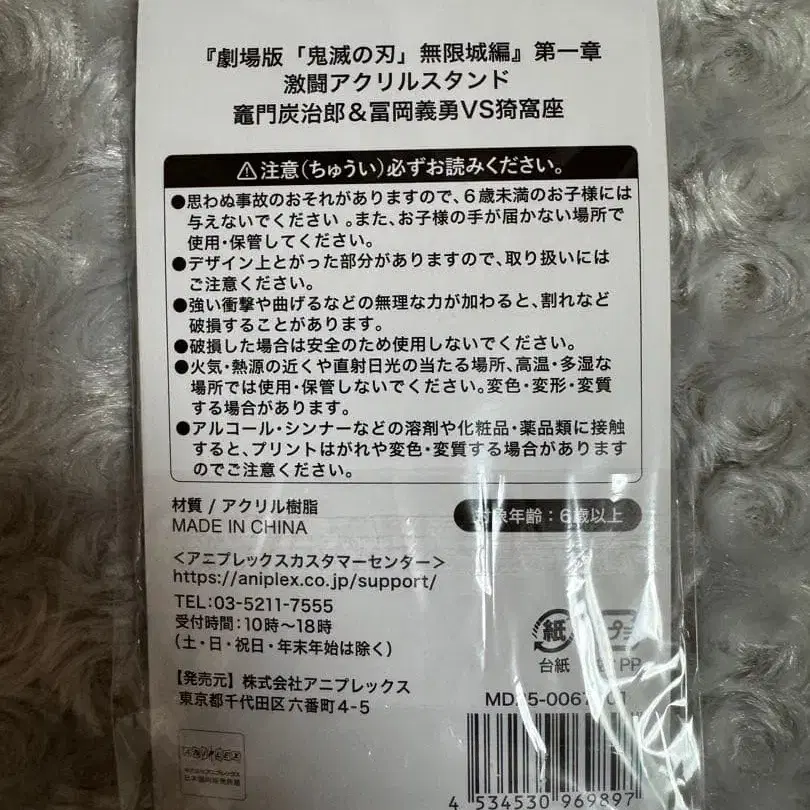 『劇場版「鬼滅の刃」無限城編』第一章
激闘アクリルスタンド
竈門炭治郎&冨岡義勇VS猗窩座
⚠注意(ちゅうい)必ずお読みください。
●思わぬ事故のおそれがありますので、6歳未満のお子様には
与えないでください。また、お子様の手が届かない場所で
使用・保管してください。
●デザイン上とがった部分がありますので、取り扱いには
ご注意ください。
●強い衝撃や曲げるなどの無理な力が加わると、割れなど
破損することがあります。
●破損した場合は安全のため使用しないでください。
●火気・熱源の近くや直射日光の当たる場所、高温・多湿な
場所では使用・保管しないでください。変色・変形・変質
する場合があります。
●アルコール・シンナーなどの溶剤や化粧品・薬品類に接触
すると、プリントはがれや変色・変質する場合があります
のでご注意ください。
材質 / アクリル樹脂
MADE IN CHINA
対象年齢:6歳以上
<アニプレックスカスタマーセンター>
https://aniplex.co.jp/support/
TEL:03-5211-7555
受付時間:10時~18時
(土・日・祝日・年末年始は除く)
紙
台紙
PP
【発売元】株式会社アニプレックス
東京都千代田区六番町4-5
4 534530 969897